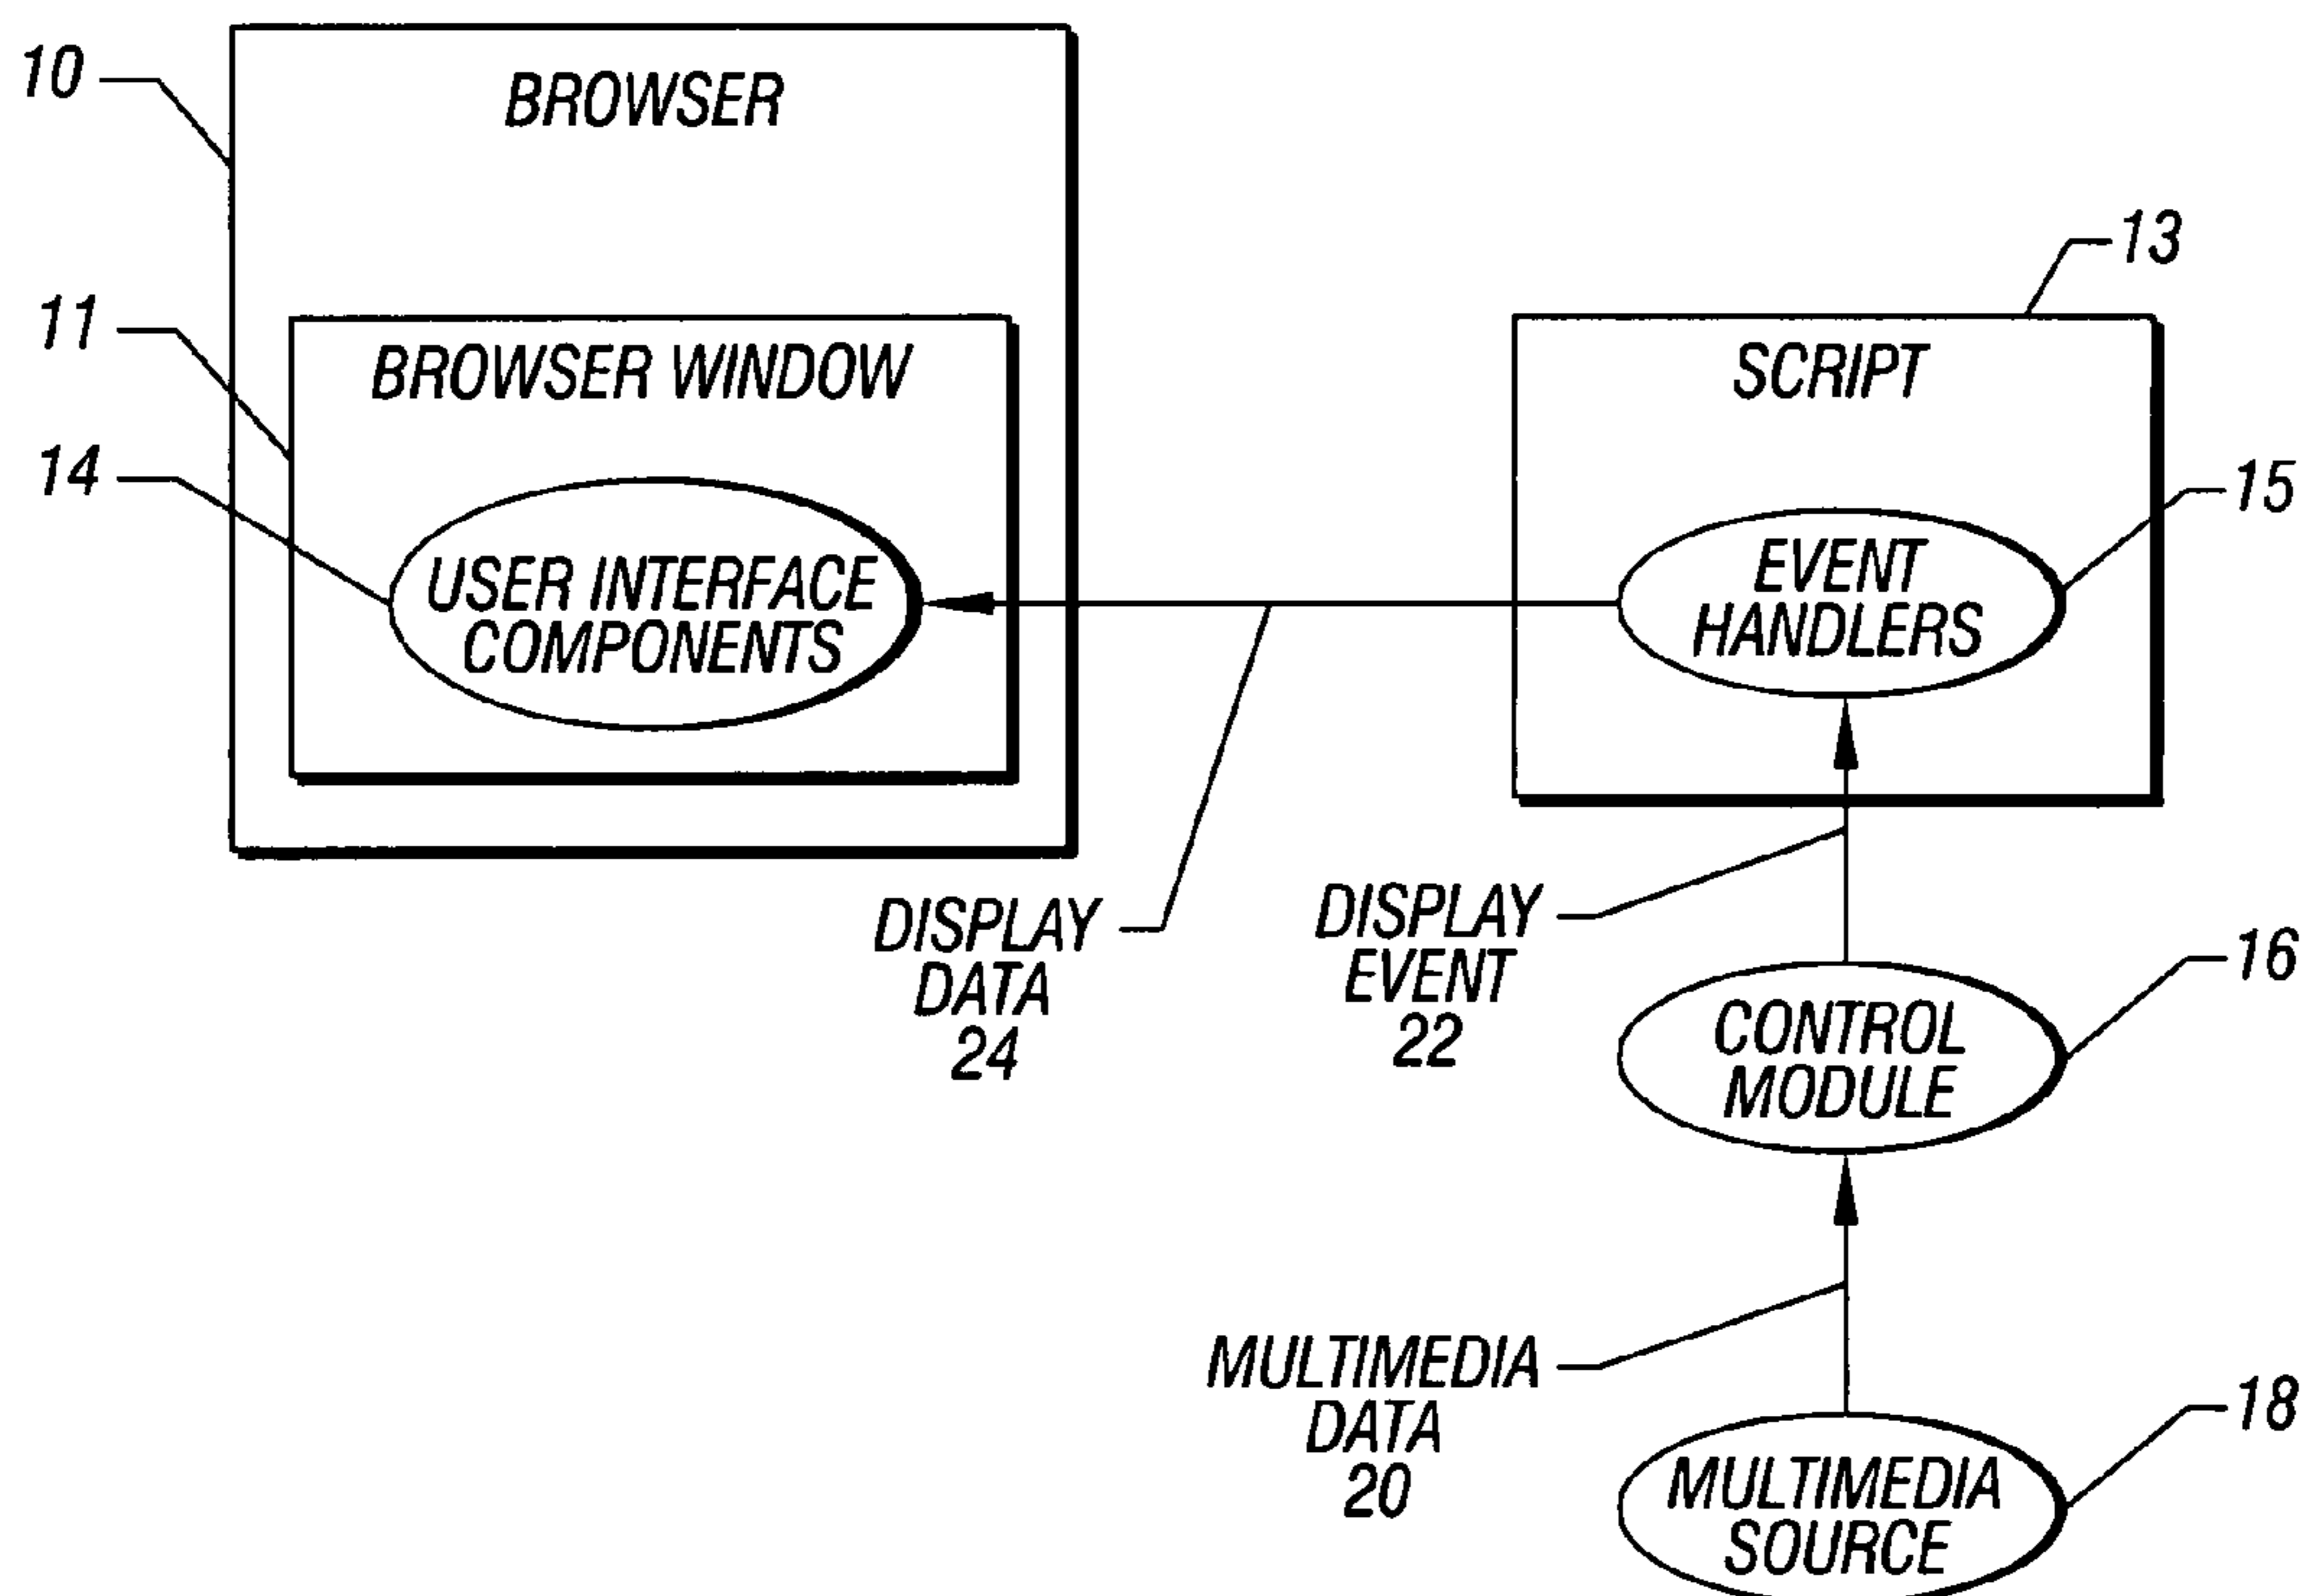 10
BROWSER
13
11
BROWSER WINDOW
SCRIPT
14
15
USER INTERFACE
COMPONENTS
EVENT
HANDLERS
DISPLAY
DATA
24
DISPLAY
EVENT
22
16
CONTROL
MODULE
MULTIMEDIA
DATA
20
18
MULTIMEDIA
SOURCE